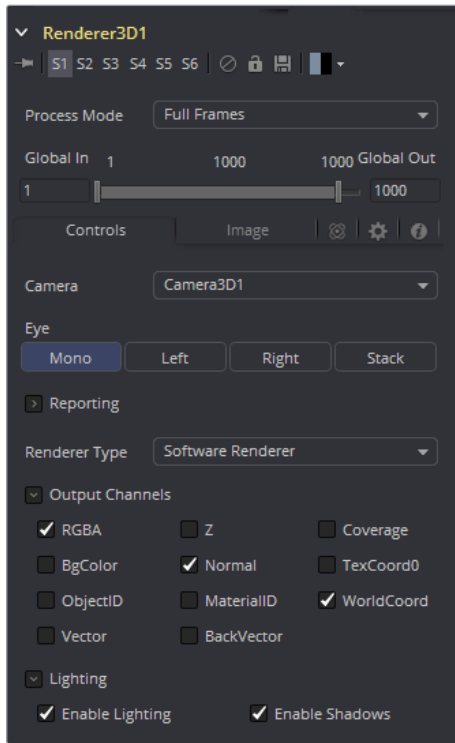 Renderer3D1
S1 S2 S3 S4 S5 S6
Process Mode Full Frames
Global In 1 1000 1000 Global Out
1 1000
Controls Image
Camera Camera3D1
Eye
Mono Left Right Stack
Reporting
Renderer Type Software Renderer
Output Channels
RGBA Z Coverage
BgColor Normal TexCoord0
ObjectID MaterialID WorldCoord
Vector BackVector
Lighting
Enable Lighting Enable Shadows